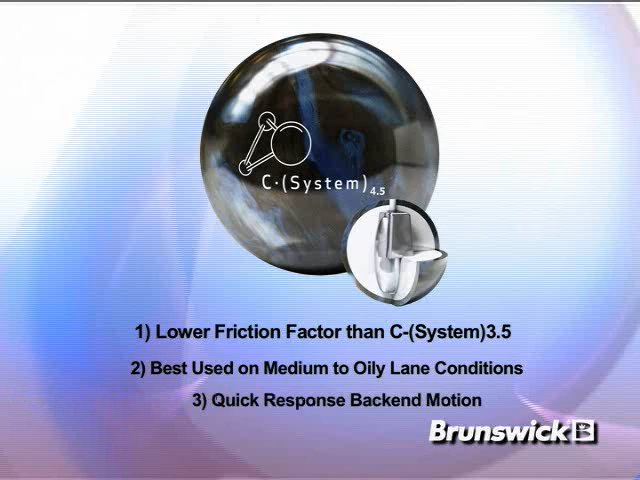 C·(System)4.5
1) Lower Friction Factor than C-(System)3.5
2) Best Used on Medium to Oily Lane Conditions
3) Quick Response Backend Motion
Brunswick B